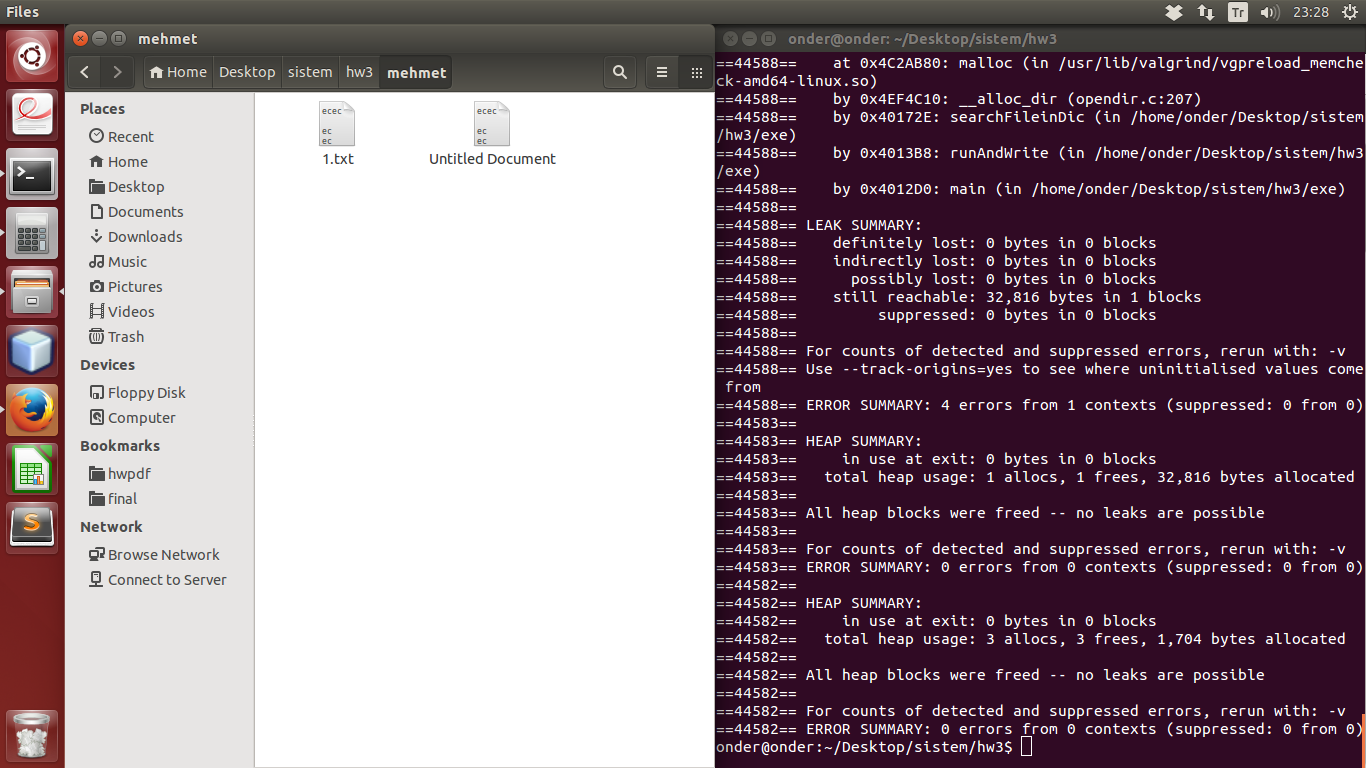 Files
Tr
23:28
mehmet
Home
Desktop
sistem
hw3
mehmet
Places
Recent
Home
Desktop
Documents
Downloads
Music
Pictures
Videos
Trash
Devices
Floppy Disk
Computer
Bookmarks
hwpdf
final
Network
Browse Network
Connect to Server
ecec
ec
ec
1.txt
ecec
ec
ec
Untitled Document
onder@onder: ~/Desktop/sistem/hw3
==44588==    at 0x4C2AB80: malloc (in /usr/lib/valgrind/vgpreload_memche
ck-amd64-linux.so)
==44588==    by 0x4EF4C10: __alloc_dir (opendir.c:207)
==44588==    by 0x40172E: searchFileinDic (in /home/onder/Desktop/sistem
/hw3/exe)
==44588==    by 0x4013B8: runAndWrite (in /home/onder/Desktop/sistem/hw3
/exe)
==44588==    by 0x4012D0: main (in /home/onder/Desktop/sistem/hw3/exe)
==44588==
==44588== LEAK SUMMARY:
==44588==    definitely lost: 0 bytes in 0 blocks
==44588==    indirectly lost: 0 bytes in 0 blocks
==44588==      possibly lost: 0 bytes in 0 blocks
==44588==    still reachable: 32,816 bytes in 1 blocks
==44588==         suppressed: 0 bytes in 0 blocks
==44588==
==44588== For counts of detected and suppressed errors, rerun with: -v
==44588== Use --track-origins=yes to see where uninitialised values come
 from
==44588== ERROR SUMMARY: 4 errors from 1 contexts (suppressed: 0 from 0)
==44583==
==44583== HEAP SUMMARY:
==44583==     in use at exit: 0 bytes in 0 blocks
==44583==   total heap usage: 1 allocs, 1 frees, 32,816 bytes allocated
==44583==
==44583== All heap blocks were freed -- no leaks are possible
==44583==
==44583== For counts of detected and suppressed errors, rerun with: -v
==44583== ERROR SUMMARY: 0 errors from 0 contexts (suppressed: 0 from 0)
==44582==
==44582== HEAP SUMMARY:
==44582==     in use at exit: 0 bytes in 0 blocks
==44582==   total heap usage: 3 allocs, 3 frees, 1,704 bytes allocated
==44582==
==44582== All heap blocks were freed -- no leaks are possible
==44582==
==44582== For counts of detected and suppressed errors, rerun with: -v
==44582== ERROR SUMMARY: 0 errors from 0 contexts (suppressed: 0 from 0)
onder@onder:~/Desktop/sistem/hw3$